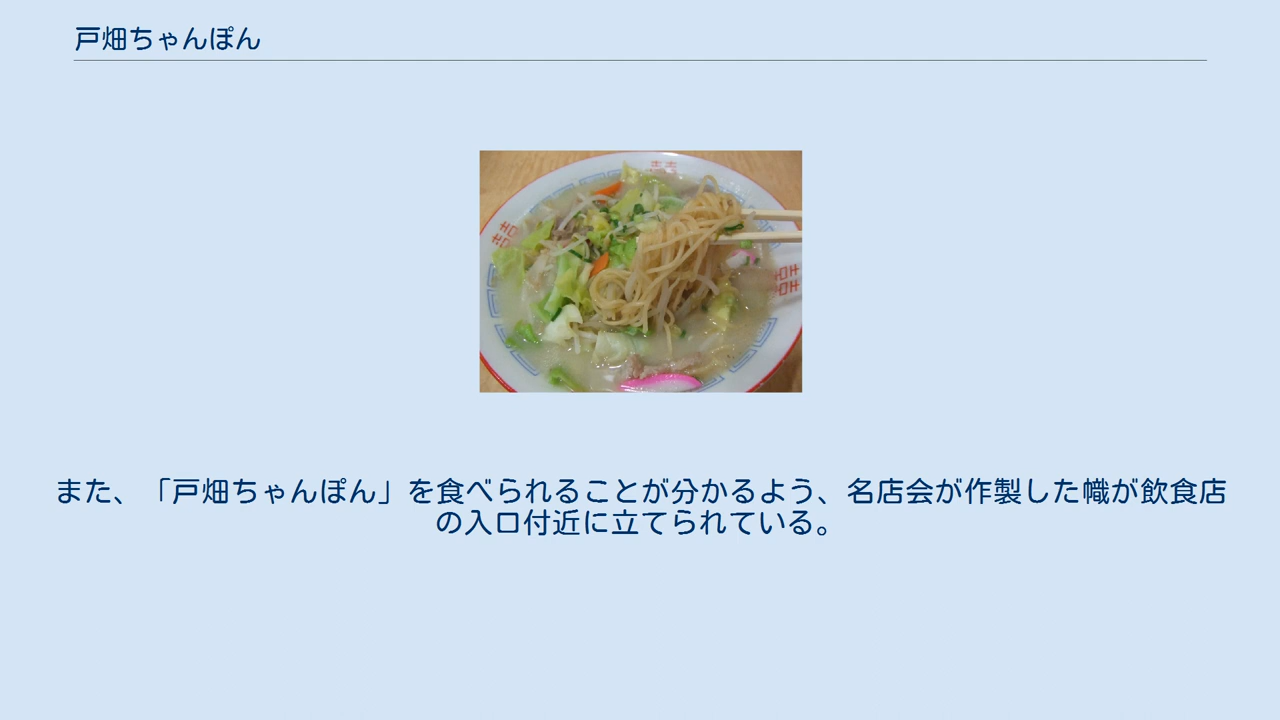 戸畑ちゃんぽん
また、「戸畑ちゃんぽん」を食べられることが分かるよう、名店会が作製した幟が飲食店
の入口付近に立てられている。